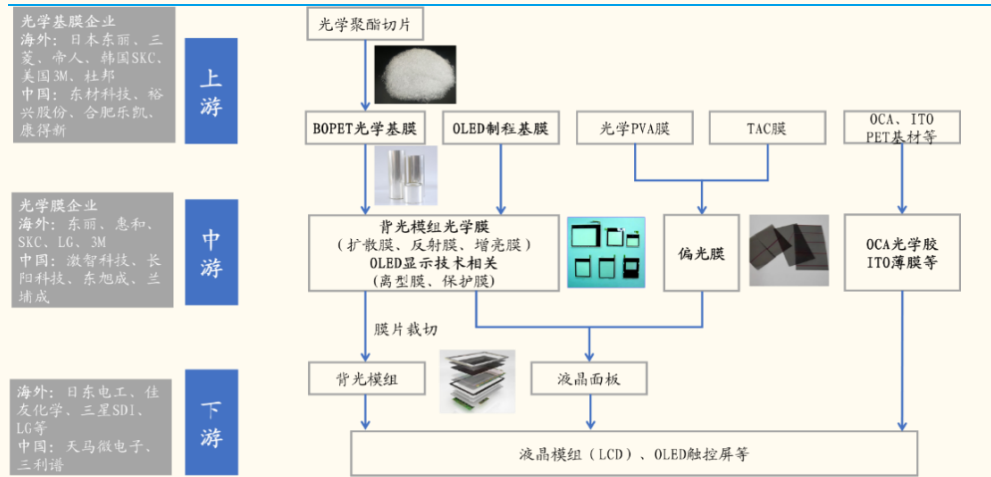 光学基膜企业
海外：日本东丽、三
菱、帝人、韩国SKC、
美国3M、杜邦
中国：东材科技、裕
兴股份、合肥乐凯、
康得新
上
游
光学聚酯切片
BOPET光学基膜
OLED制程基膜
光学PVA膜
TAC膜
OCA、ITO
PET基材等
光学膜企业
海外：东丽、惠和、
SKC、LG、3M
中国：激智科技、长
阳科技、东旭成、兰
埔成
中
游
背光模组光学膜
（扩散膜、反射膜、增亮膜）
OLED显示技术相关
(离型膜、保护膜)
偏光膜
OCA光学胶
ITO薄膜等
膜片裁切
背光模组
液晶面板
海外：日东电工、佳
友化学、三星SDI、
LG等
中国：天马微电子、
三利谱
下
游
液晶模组（LCD）、OLED触控屏等